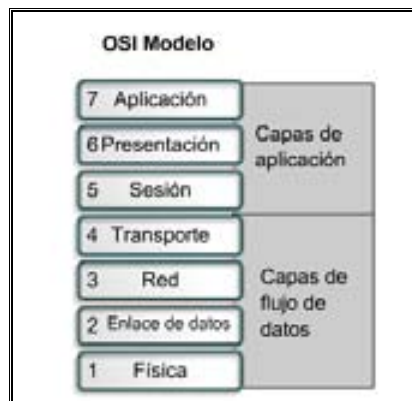 OSI Modelo
7 Aplicación
6 Presentación
5 Sesión
Capas de
aplicación
4 Transporte
3 Red
2 Enlace de datos
1 Física
Capas de
flujo de
datos